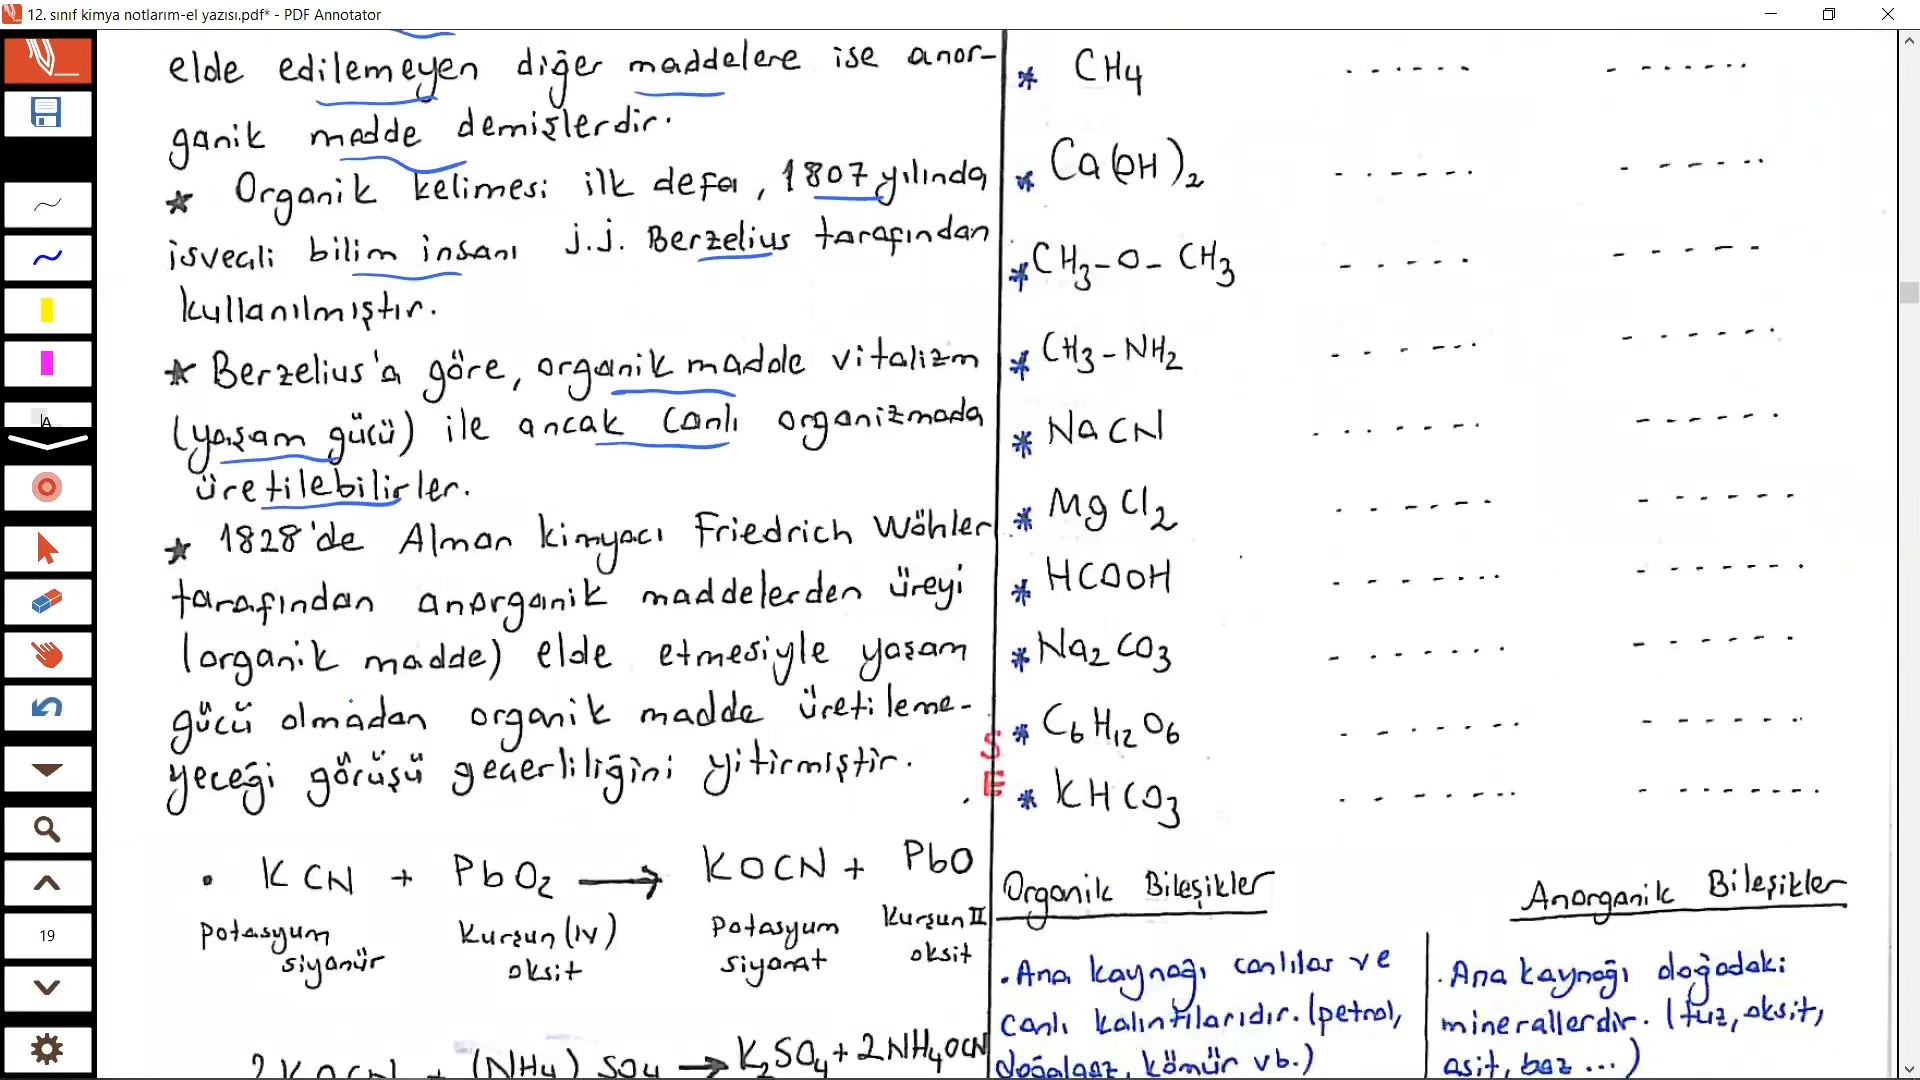 12. sınıf kimya notlarım-el yazısı.pdf* - PDF Annotator
elde edilemeyen diğer maddelere ise anor-
ganik madde demişlerdir.
★ Organik kelimesi ilk defa, 1807 yılında
isveçli bilim insanı j.j. Berzelius tarafından
kullanılmıştır.
★ Berzelius'a göre, organik madde vitalizm
(yaşam gücü) ile ancak canlı organizmada
üretilebilirler.
★ 1828'de Alman kimyacı Friedrich Wöhler
tarafından anorganik maddelerden üreyi
(organik madde) elde etmesiyle yaşam
gücü olmadan organik madde üretileme-
yeceği görüşü geçerliliğini yitirmiştir.
• KCN + PbO2 → KOCN + PbO
potasyum siyanür
Kurşun (IV) oksit
Potasyum siyanat
Kurşun II oksit
2KOCN + (NH4) SO4 → K2SO4 + 2NH4OCN
* CH4 ------ ------
* Ca(OH)2 ------ ------
* CH3-O-CH3 ----- -----
* CH3-NH2 ------ ------
* NaCN ------- ------
* MgCl2 ------ ------
* HCOOH ------- -------
* Na2CO3 ------- -------
* C6H12O6 ------- ------
* KHCO3 ------- -------
S
E
Organik Bileşikler
• Ana kaynağı canlılar ve
canlı kalıntılarıdır. (petrol,
doğalgaz, kömür vb.)
Anorganik Bileşikler
• Ana kaynağı doğadaki
minerallerdir. (tuz, oksit,
asit, baz ...)
A
19